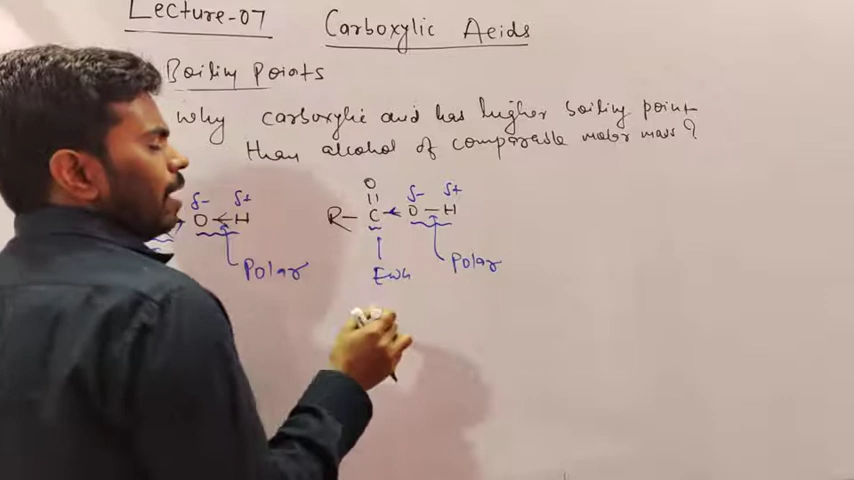 Lecture-07
Carboxylic Acids
Boiling Points
why carboxylic acid has higher boiling point
than alcohol of comparable molar mass?
δ- δ+
O ← H
Polar
O
R - C ← O - H
δ- δ+
EWG
Polar